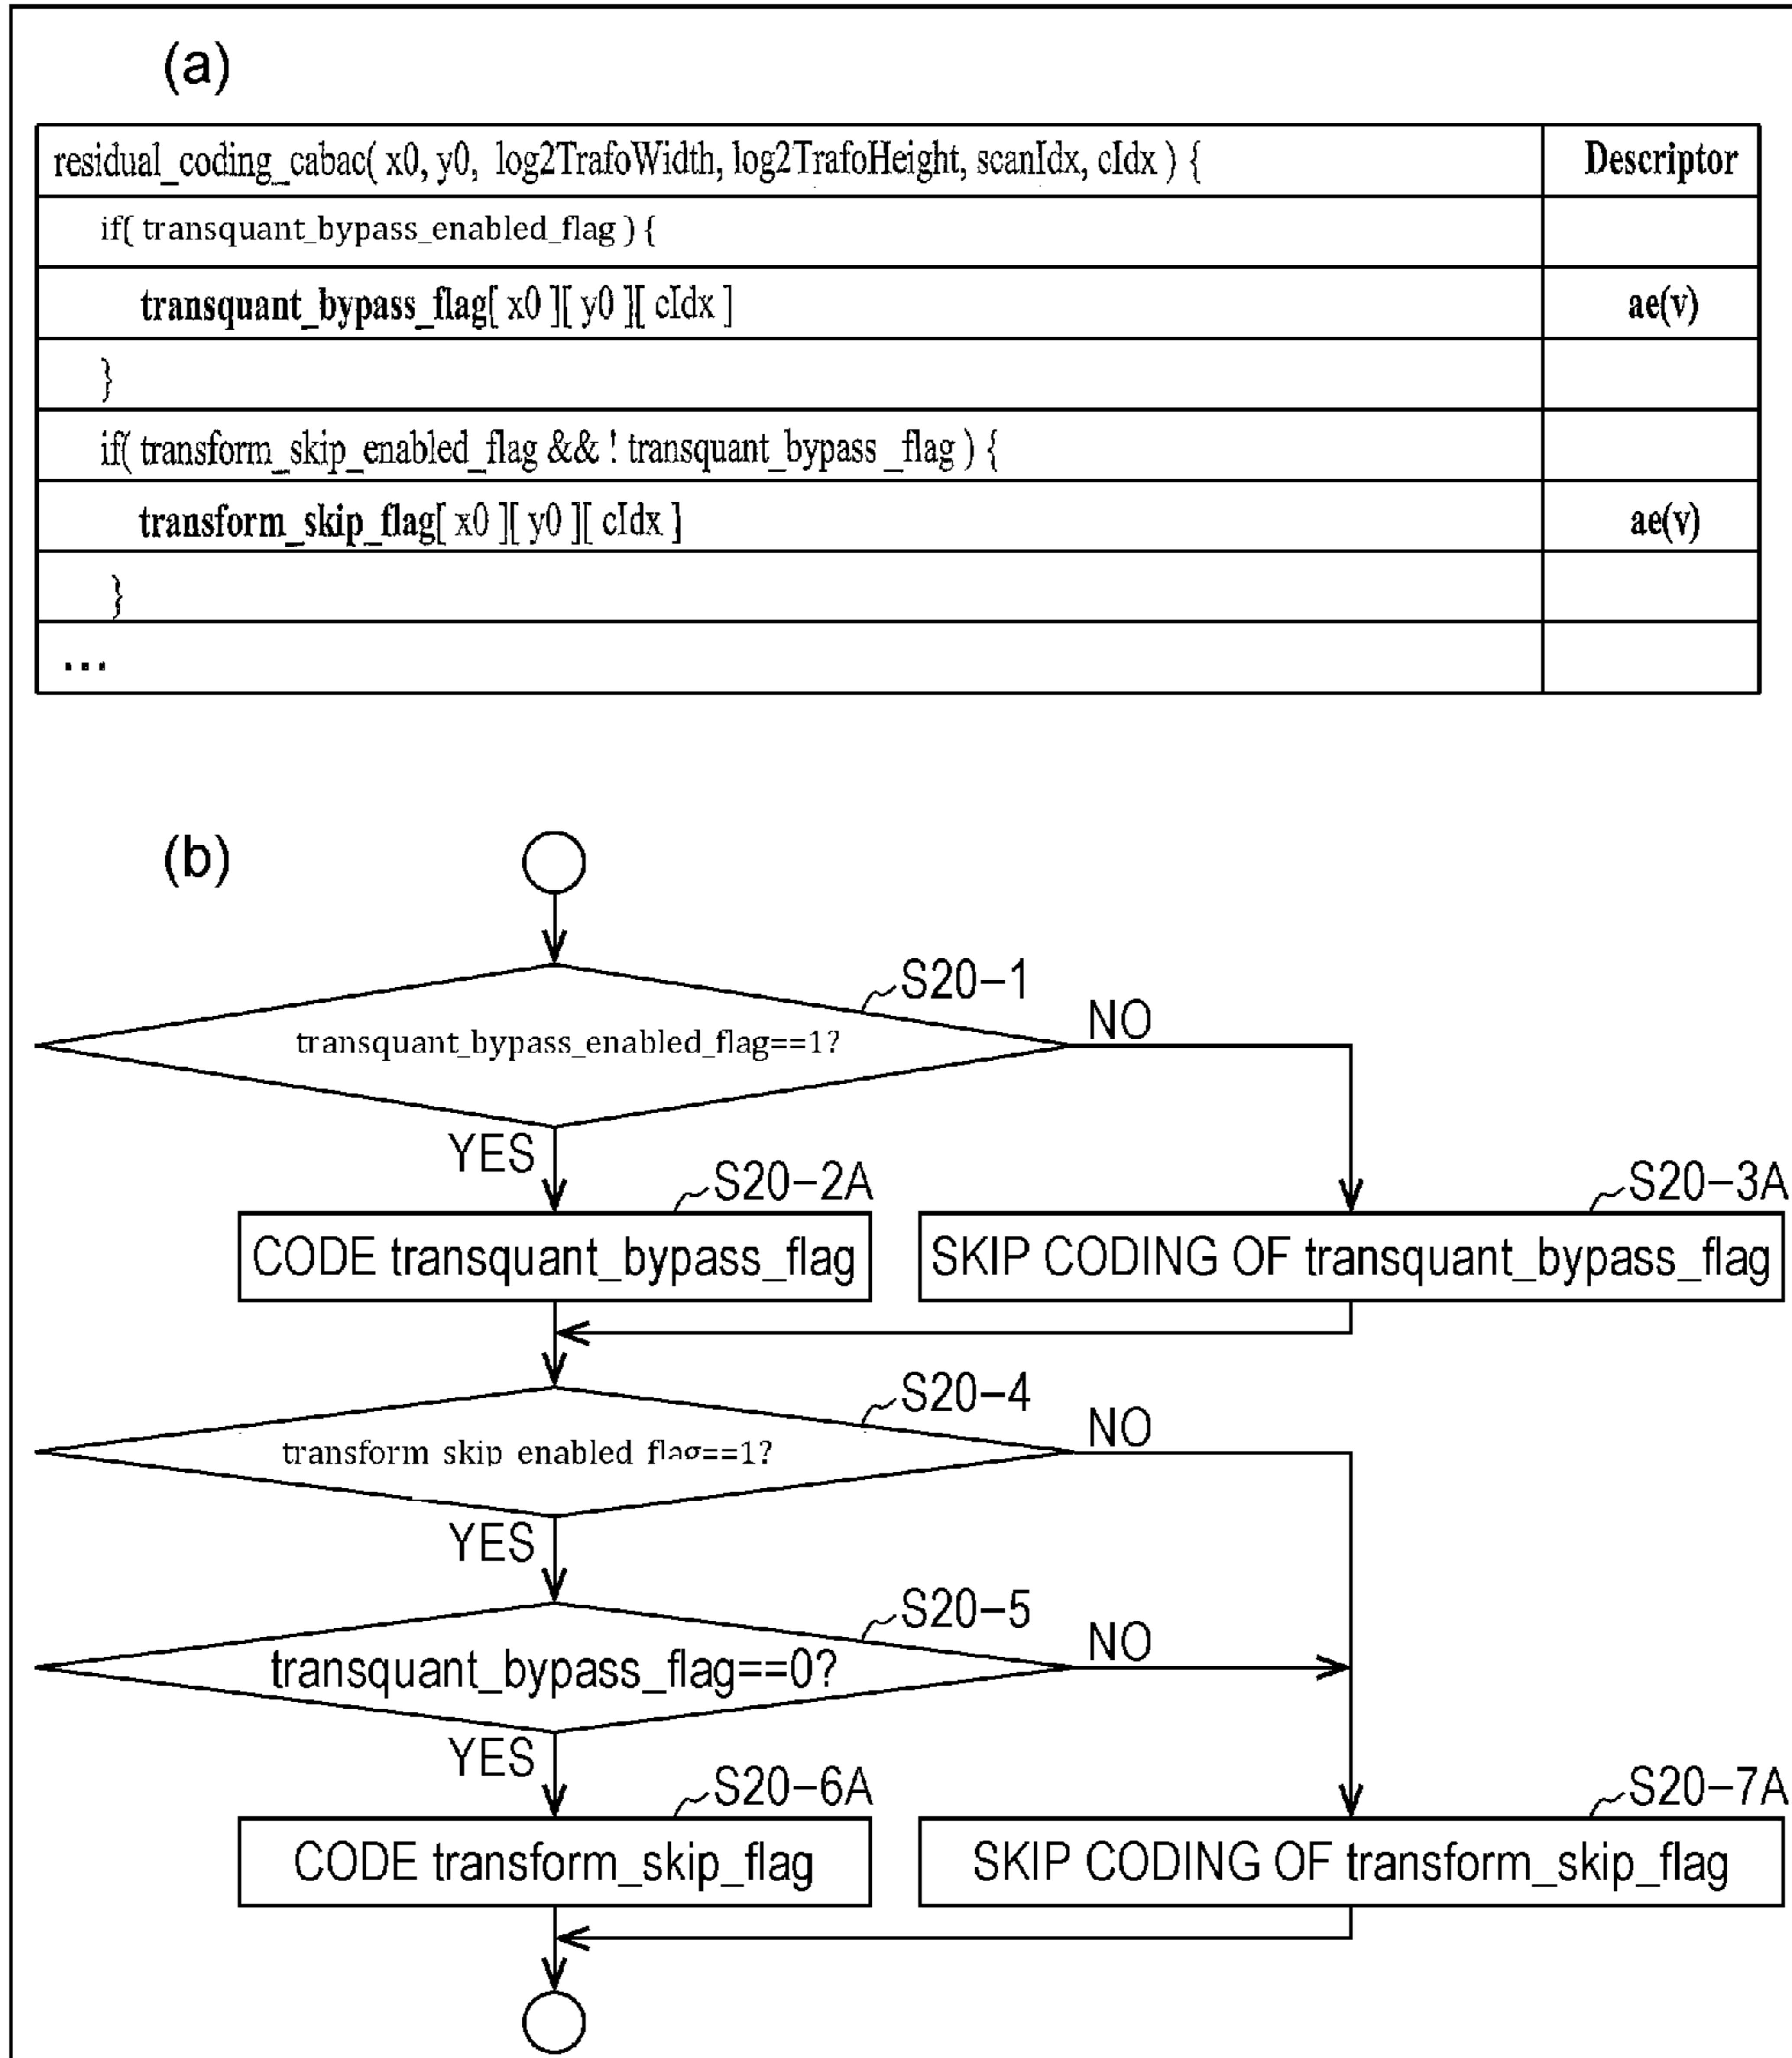 (a)
residual_coding_cabac( x0, y0, log2TrafoWidth, log2TrafoHeight, scanIdx, cIdx ) { Descriptor
if( transquant_bypass_enabled_flag ) {
transquant_bypass_flag[ x0 ][ y0 ][ cIdx ] ae(v)
}
if( transform_skip_enabled_flag && ! transquant_bypass _flag ) {
transform_skip_flag[ x0 ][ y0 ][ cIdx ] ae(v)
}
...
(b)
S20-1
transquant_bypass_enabled_flag==1?
NO
YES
S20-2A
S20-3A
CODE transquant_bypass_flag
SKIP CODING OF transquant_bypass_flag
S20-4
transform skip enabled flag==1?
NO
YES
S20-5
transquant_bypass_flag==0?
NO
YES
S20-6A
S20-7A
CODE transform_skip_flag
SKIP CODING OF transform_skip_flag